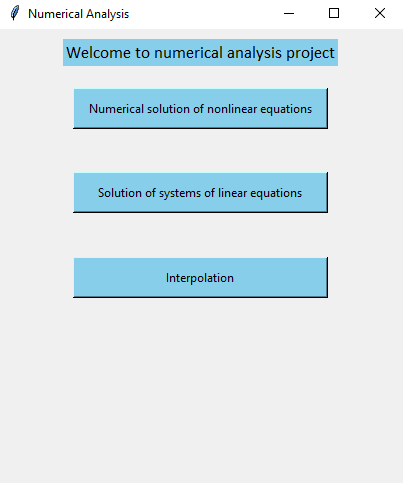 Numerical Analysis
Welcome to numerical analysis project
Numerical solution of nonlinear equations
Solution of systems of linear equations
Interpolation